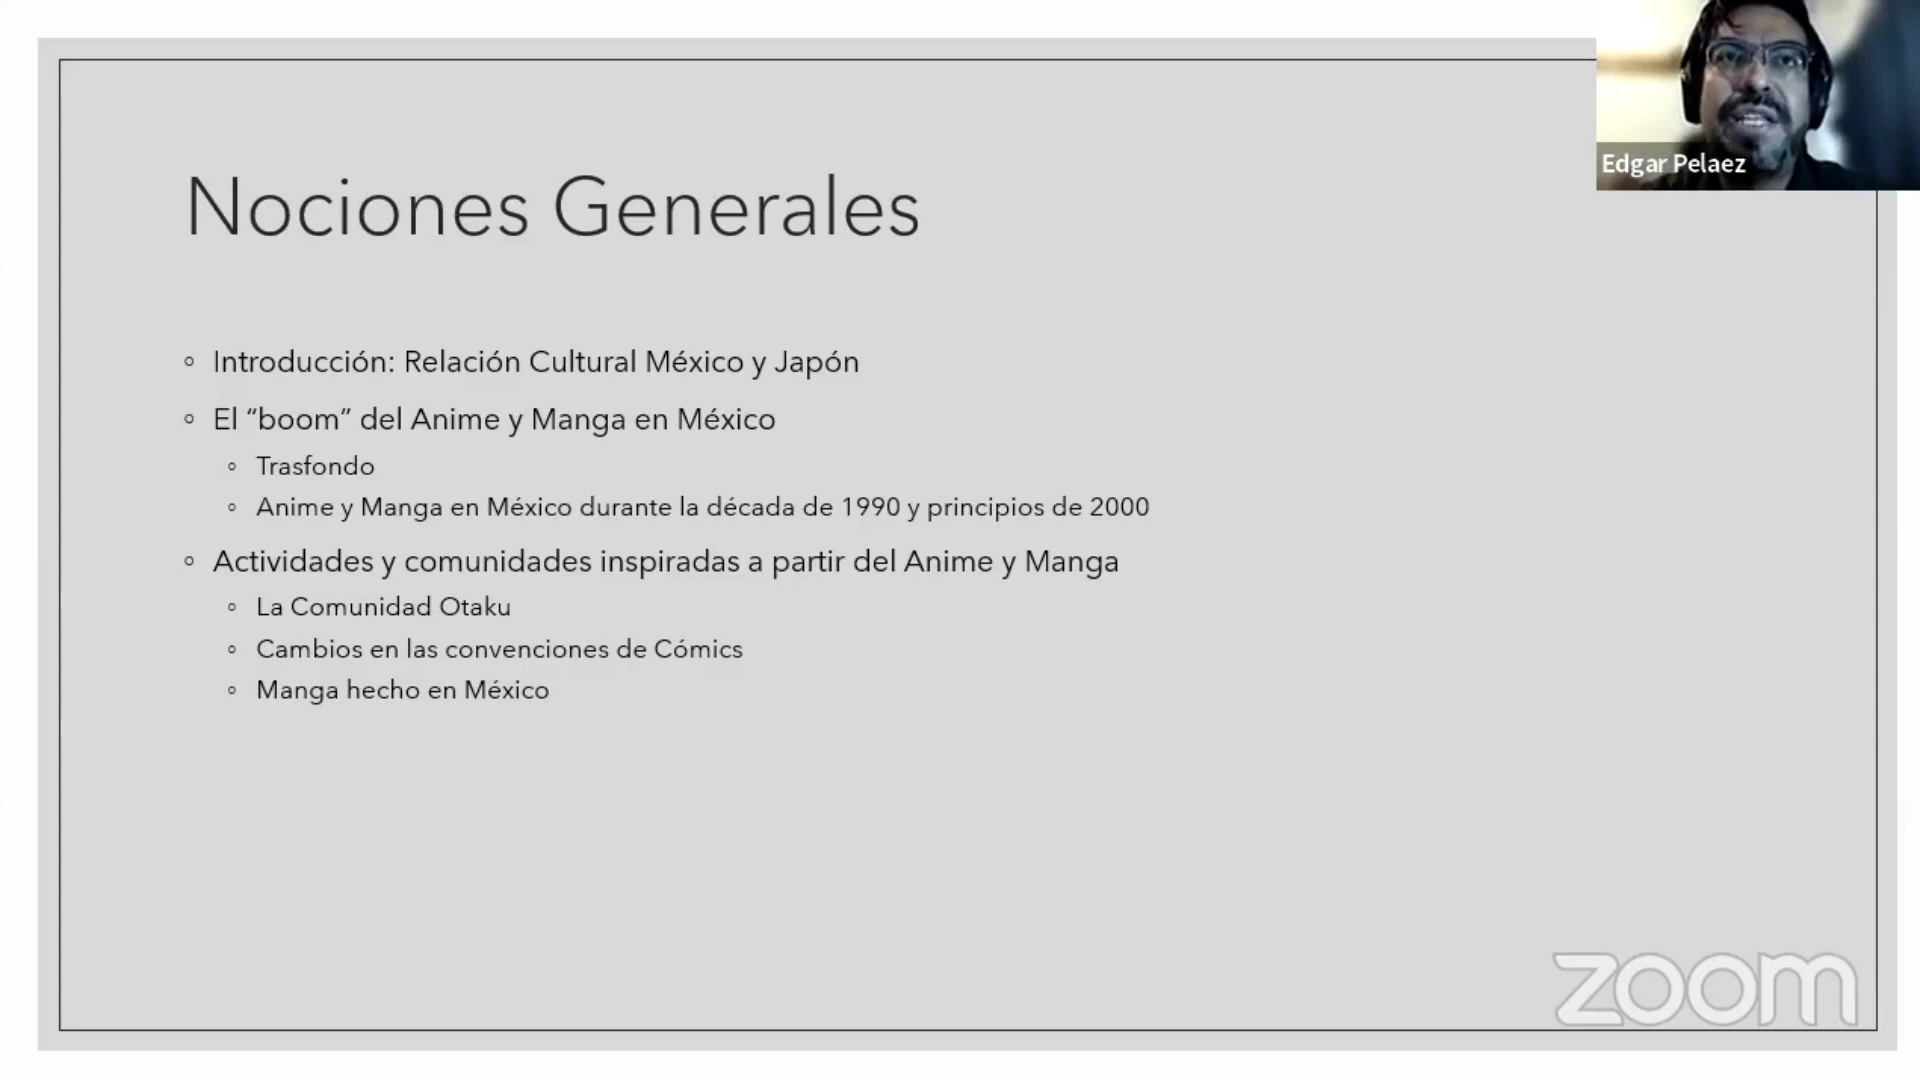 Edgar Pelaez
Nociones Generales
Introducción: Relación Cultural México y Japón
El “boom” del Anime y Manga en México
Trasfondo
Anime y Manga en México durante la década de 1990 y principios de 2000
Actividades y comunidades inspiradas a partir del Anime y Manga
La Comunidad Otaku
Cambios en las convenciones de Cómics
Manga hecho en México
zoom